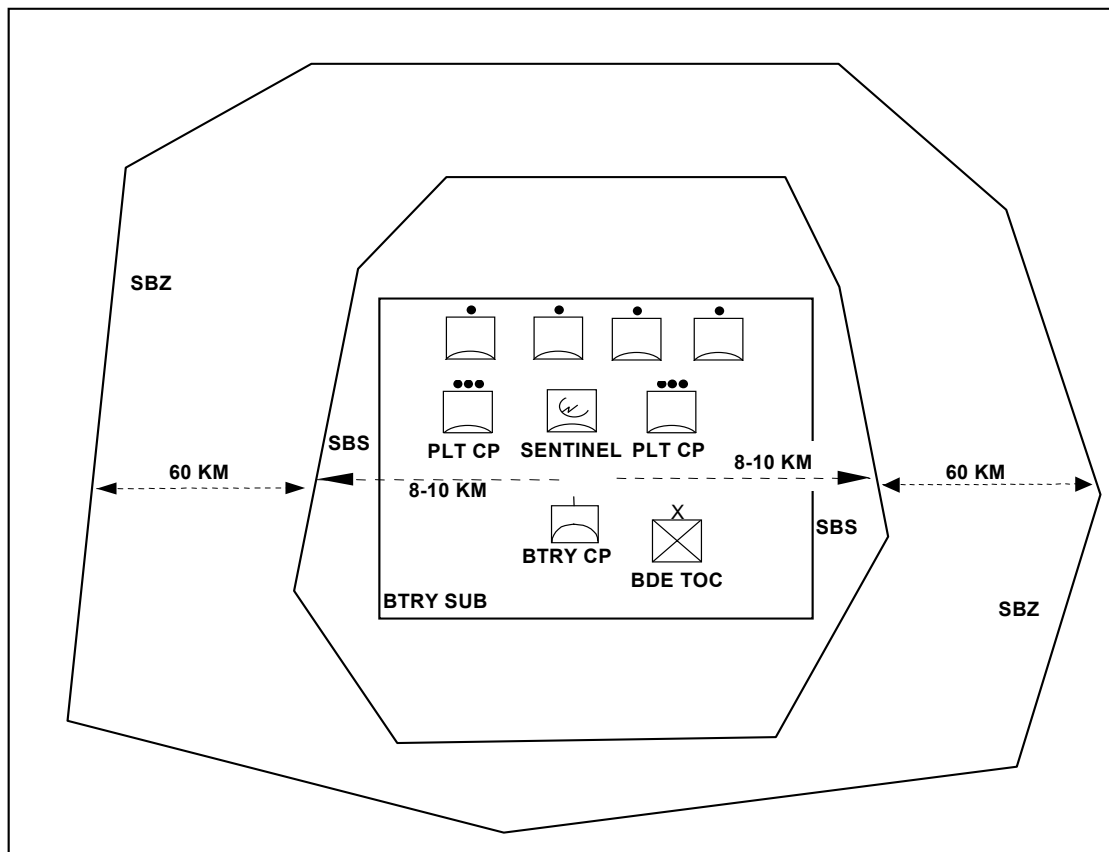 SBZ
SBS
PLT CP
SENTINEL
PLT CP
60 KM
8-10 KM
8-10 KM
60 KM
SBS
X
BTRY CP
BDE TOC
BTRY SUB
SBZ